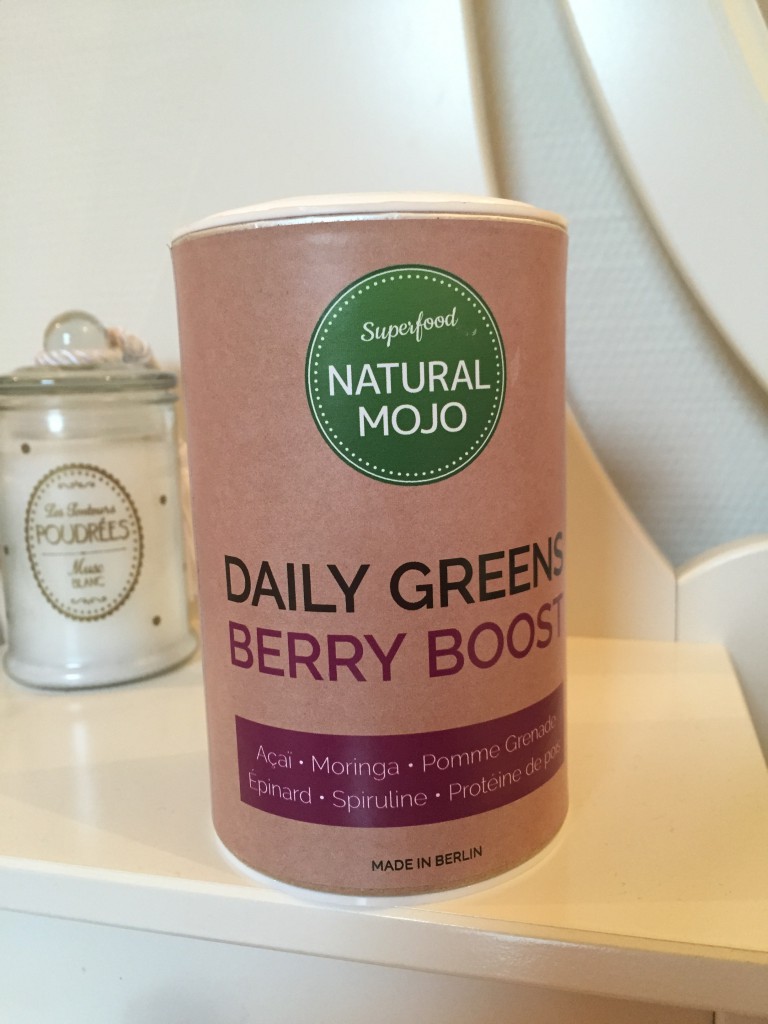 Superfood
NATURAL
MOJO
DAILY GREENS
BERRY BOOST
Açaï • Moringa • Pomme Grenade
Épinard • Spiruline • Protéine de pois
MADE IN BERLIN
Les Senteurs
POUDRÉES
Musc
BLANC